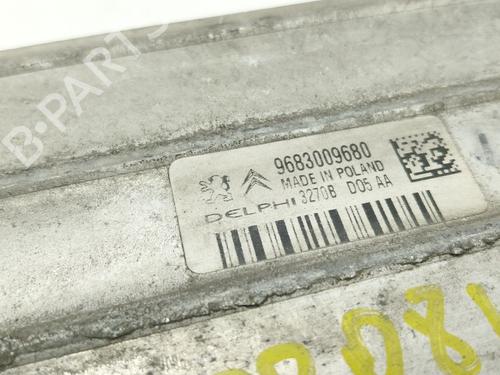 B-PARTS
9683009680
MADE IN POLAND
DELPHI 3270B D05 AA